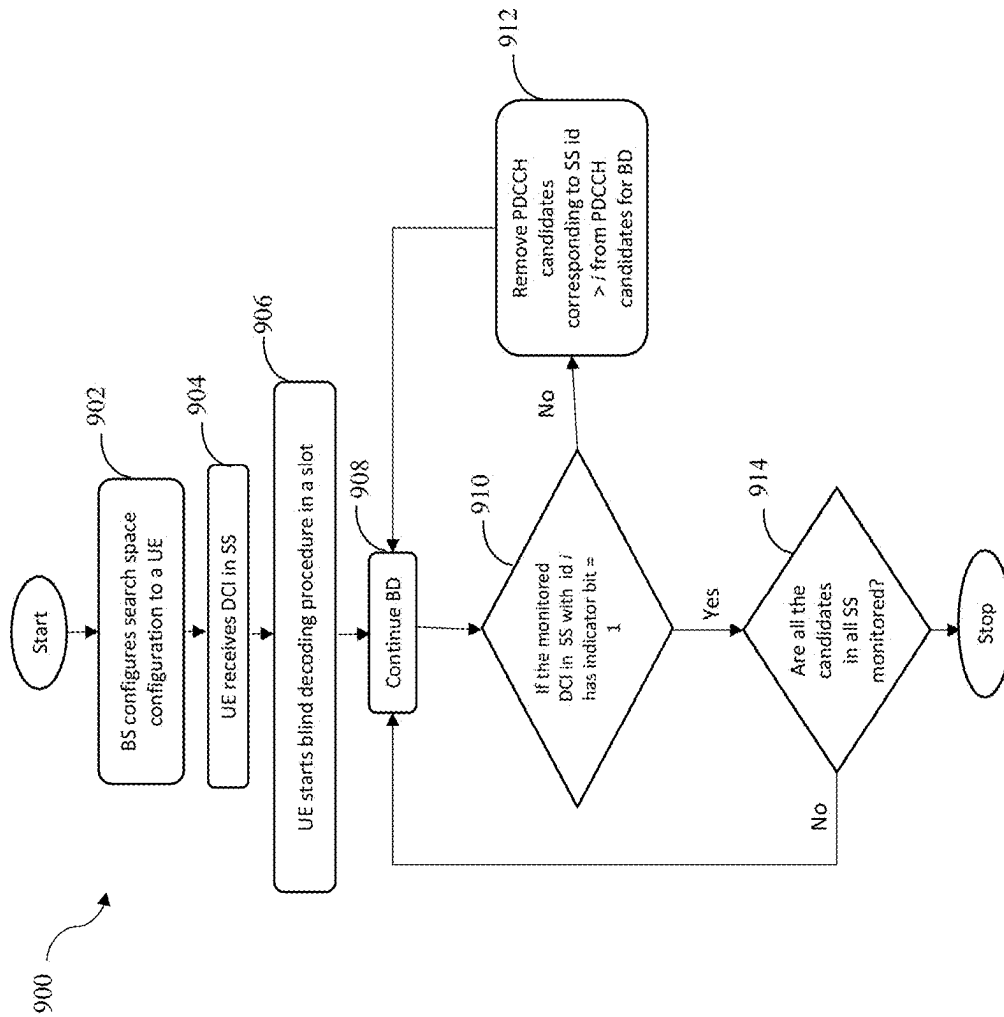 900
Start
BS configures search space
configuration to a UE
902
UE receives DCI in SS
904
UE starts blind decoding procedure in a slot
906
Continue BD
908
If the monitored
DCI in SS with id i
has indicator bit =
1
910
No
Remove PDCCH
candidates
corresponding to SS id
> i from PDCCH
candidates for BD
912
Yes
Are all the
candidates
in all SS
monitored?
914
No
Stop